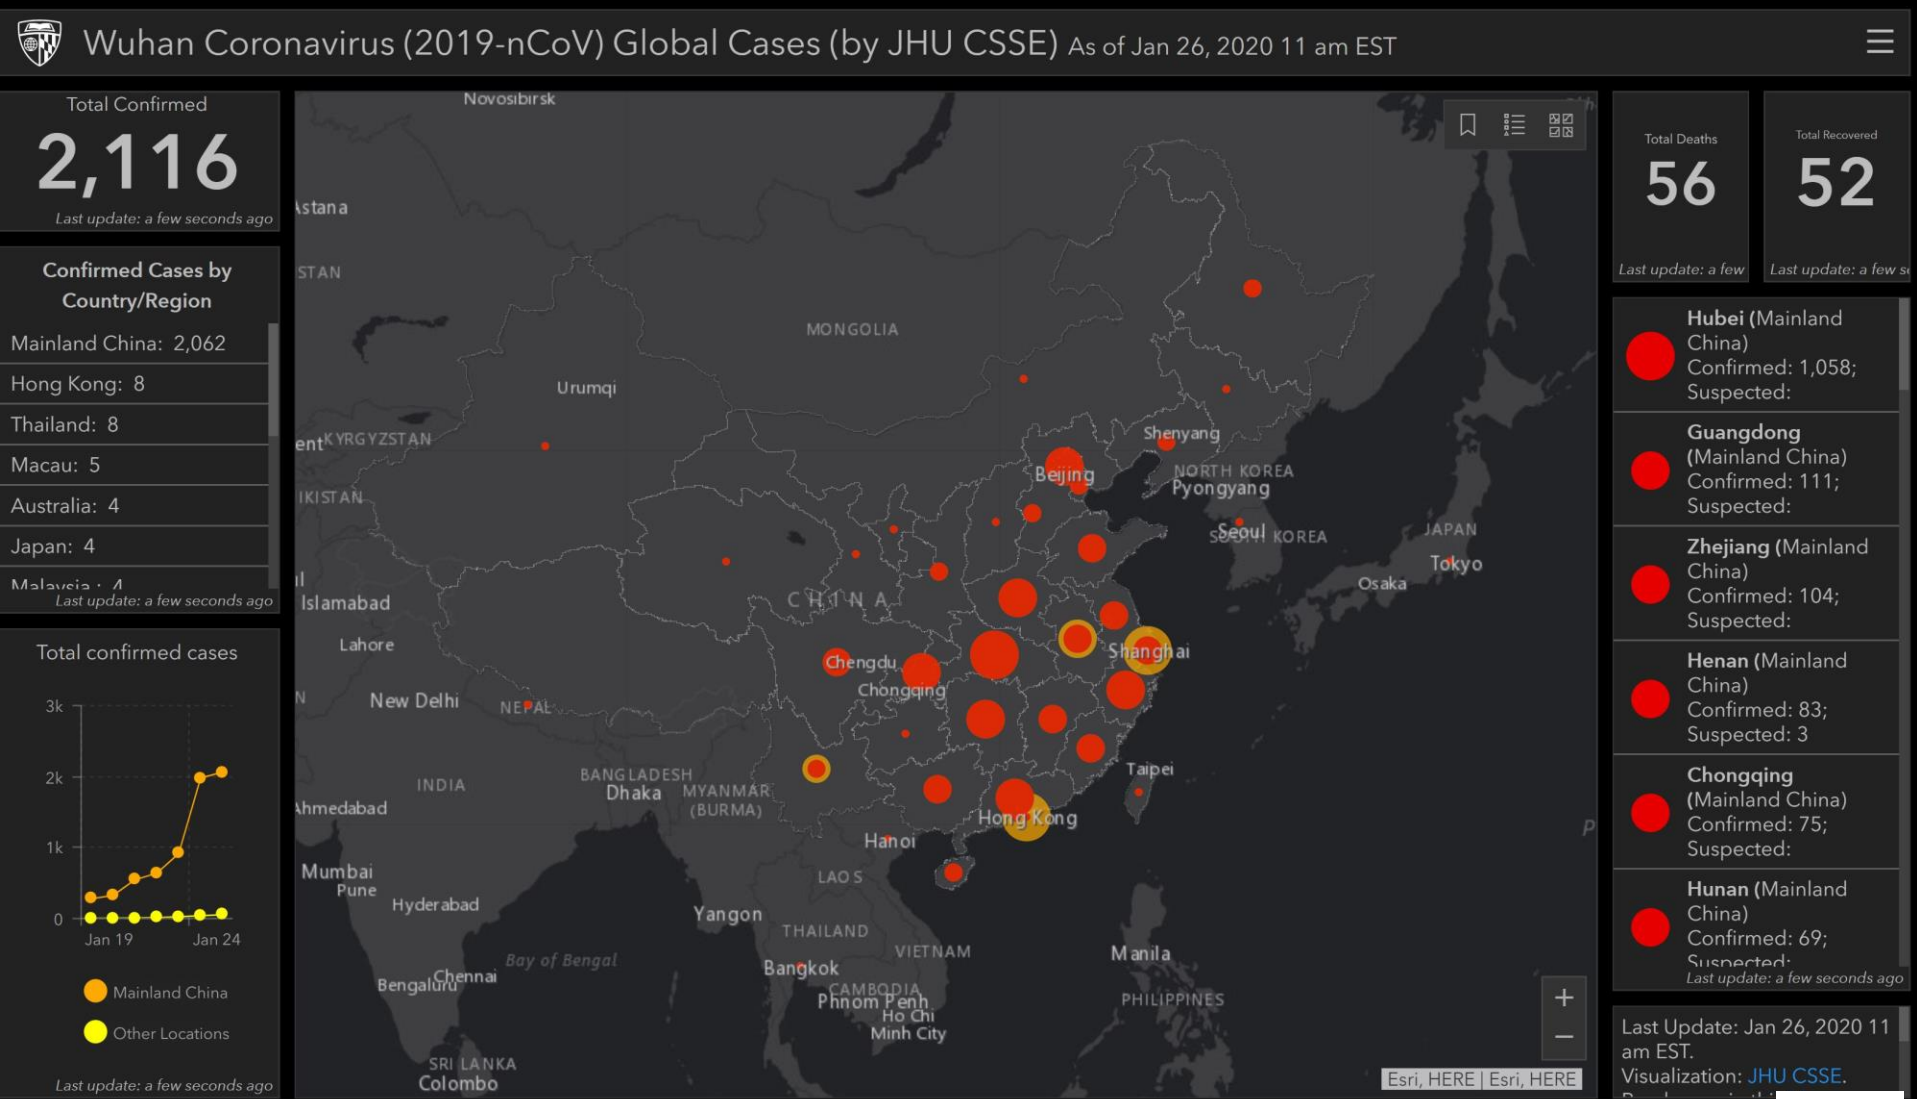 Wuhan Coronavirus (2019-nCoV) Global Cases (by JHU CSSE) As of Jan 26, 2020 11 am EST
Total Confirmed
2,116
Last update: a few seconds ago
Confirmed Cases by
Country/Region
Mainland China: 2,062
Hong Kong: 8
Thailand: 8
Macau: 5
Australia: 4
Japan: 4
Malaysia : 4
Last update: a few seconds ago
Total confirmed cases
3k
2k
1k
0
Jan 19
Jan 24
Mainland China
Other Locations
Last update: a few seconds ago
Novosibirsk
Astana
STAN
MONGOLIA
Urumqi
ent
KYRGYZSTAN
IKISTAN
Shenyang
Beijing
NORTH KOREA
Pyongyang
Seoul
SOUTH KOREA
JAPAN
Tokyo
Osaka
Islamabad
CHINA
Lahore
Shanghai
Chengdu
Chongqing
N
New Delhi
NEPAL
Taipei
INDIA
BANGLADESH
Dhaka
MYANMAR
(BURMA)
Ahmedabad
Hong Kong
P
Hanoi
Mumbai
Pune
LAOS
Hyderabad
Yangon
THAILAND
VIETNAM
Manila
Bay of Bengal
Bangkok
Chennai
Bengaluru
CAMBODIA
Phnom Penh
PHILIPPINES
Ho Chi
Minh City
SRI LANKA
Colombo
+
−
Esri, HERE | Esri, HERE
Total Deaths
56
Last update: a few
Total Recovered
52
Last update: a few s
Hubei (Mainland
China)
Confirmed: 1,058;
Suspected:
Guangdong
(Mainland China)
Confirmed: 111;
Suspected:
Zhejiang (Mainland
China)
Confirmed: 104;
Suspected:
Henan (Mainland
China)
Confirmed: 83;
Suspected: 3
Chongqing
(Mainland China)
Confirmed: 75;
Suspected:
Hunan (Mainland
China)
Confirmed: 69;
Suspected:
Last update: a few seconds ago
Last Update: Jan 26, 2020 11
am EST.
Visualization: JHU CSSE.